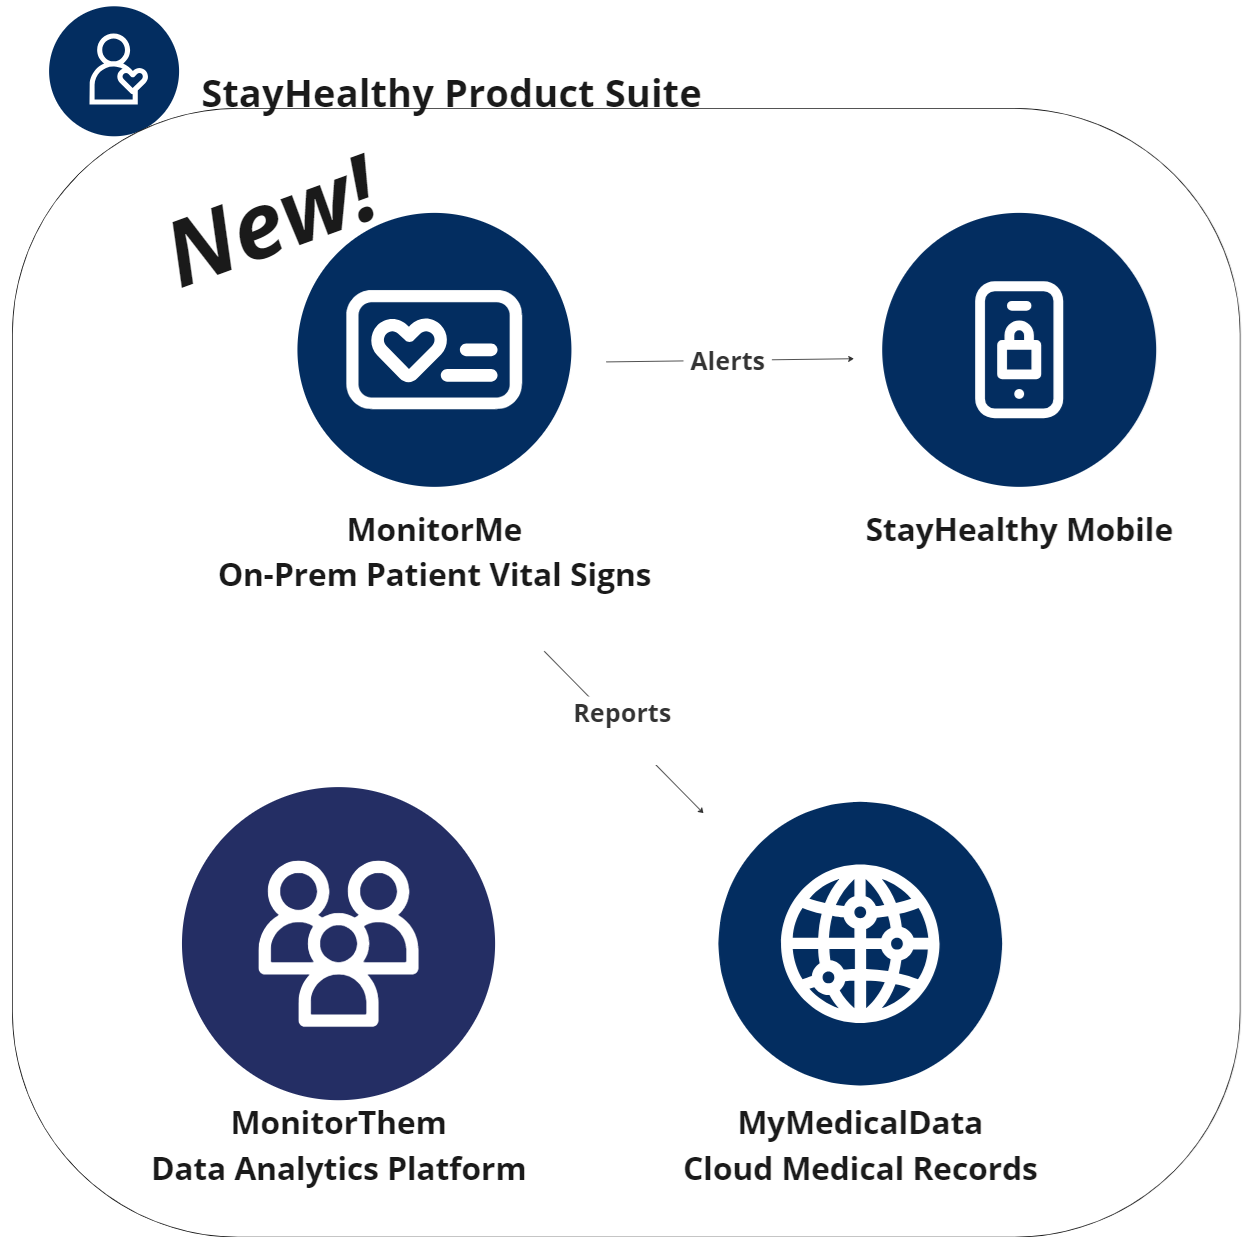 StayHealthy Product Suite
New!
Alerts
MonitorMe
On-Prem Patient Vital Signs
StayHealthy Mobile
Reports
MonitorThem
Data Analytics Platform
MyMedicalData
Cloud Medical Records